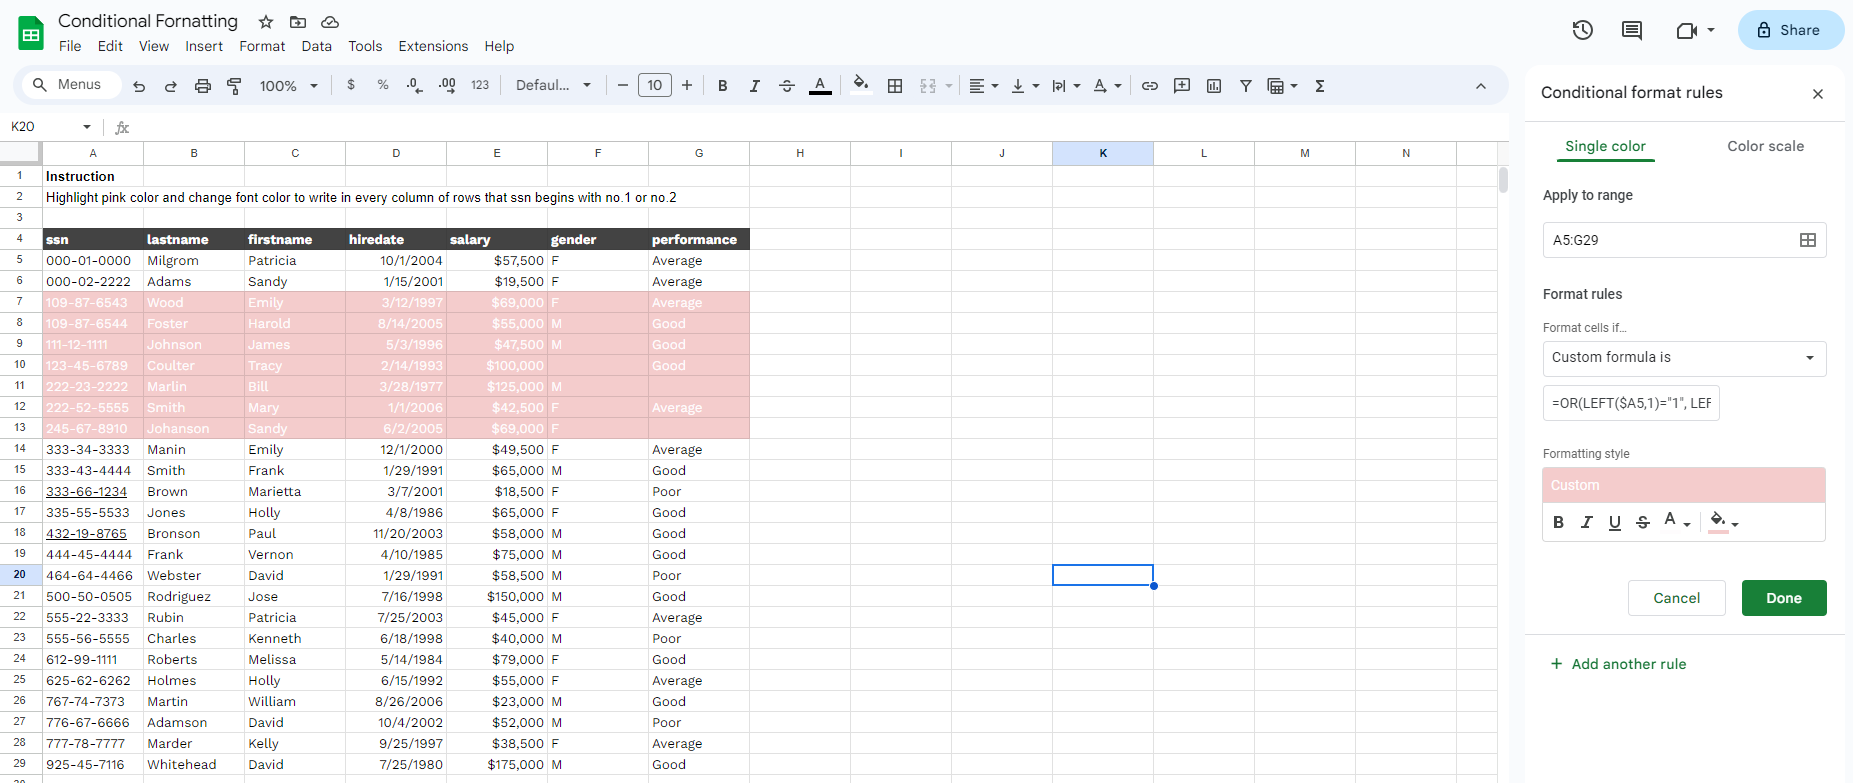 Conditional Formatting
File Edit View Insert Format Data Tools Extensions Help
Share
Menus 100% $ % .0 .00 123 Defaul... 10 B I A Σ
K20 fx
A B C D E F G H I J K L M N
1 Instruction
2 Highlight pink color and change font color to write in every column of rows that ssn begins with no.1 or no.2
3
4 ssn lastname firstname hiredate salary gender performance
5 000-01-0000 Milgrom Patricia 10/1/2004 $57,500 F Average
6 000-02-2222 Adams Sandy 1/15/2001 $19,500 F Average
7 109-87-6543 Wood Emily 3/12/1997 $69,000 F Average
8 109-87-6544 Foster Harold 8/14/2005 $55,000 M Good
9 111-12-1111 Johnson James 5/3/1996 $47,500 M Good
10 123-45-6789 Coulter Tracy 2/14/1993 $100,000 Good
11 222-23-2222 Marlin Bill 3/28/1977 $125,000 M
12 222-52-5555 Smith Mary 1/1/2006 $42,500 F Average
13 245-67-8910 Johanson Sandy 6/2/2005 $69,000 F
14 333-34-3333 Manin Emily 12/1/2000 $49,500 F Average
15 333-43-4444 Smith Frank 1/29/1991 $65,000 M Good
16 333-66-1234 Brown Marietta 3/7/2001 $18,500 F Poor
17 335-55-5533 Jones Holly 4/8/1986 $65,000 F Good
18 432-19-8765 Bronson Paul 11/20/2003 $58,000 M Good
19 444-45-4444 Frank Vernon 4/10/1985 $75,000 M Good
20 464-64-4466 Webster David 1/29/1991 $58,500 M Poor
21 500-50-0505 Rodriguez Jose 7/16/1998 $150,000 M Good
22 555-22-3333 Rubin Patricia 7/25/2003 $45,000 F Average
23 555-56-5555 Charles Kenneth 6/18/1998 $40,000 M Poor
24 612-99-1111 Roberts Melissa 5/14/1984 $79,000 F Good
25 625-62-6262 Holmes Holly 6/15/1992 $55,000 F Average
26 767-74-7373 Martin William 8/26/2006 $23,000 M Good
27 776-67-6666 Adamson David 10/4/2002 $52,000 M Poor
28 777-78-7777 Marder Kelly 9/25/1997 $38,500 F Average
29 925-45-7116 Whitehead David 7/25/1980 $175,000 M Good
Conditional format rules
Single color Color scale
Apply to range
A5:G29
Format rules
Format cells if…
Custom formula is
=OR(LEFT($A5,1)="1", LEF
Formatting style
Custom
B I U S A
Cancel Done
+ Add another rule